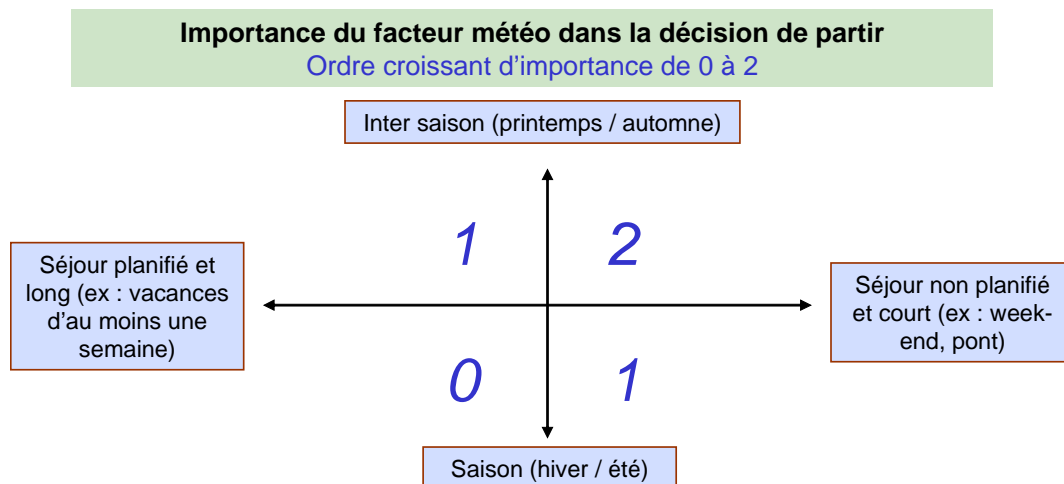 Importance du facteur météo dans la décision de partir
Ordre croissant d'importance de 0 à 2
Inter saison (printemps / automne)
1
2
Séjour planifié et
long (ex : vacances
d'au moins une
semaine)
Séjour non planifié
et court (ex : week-
end, pont)
0
1
Saison (hiver / été)